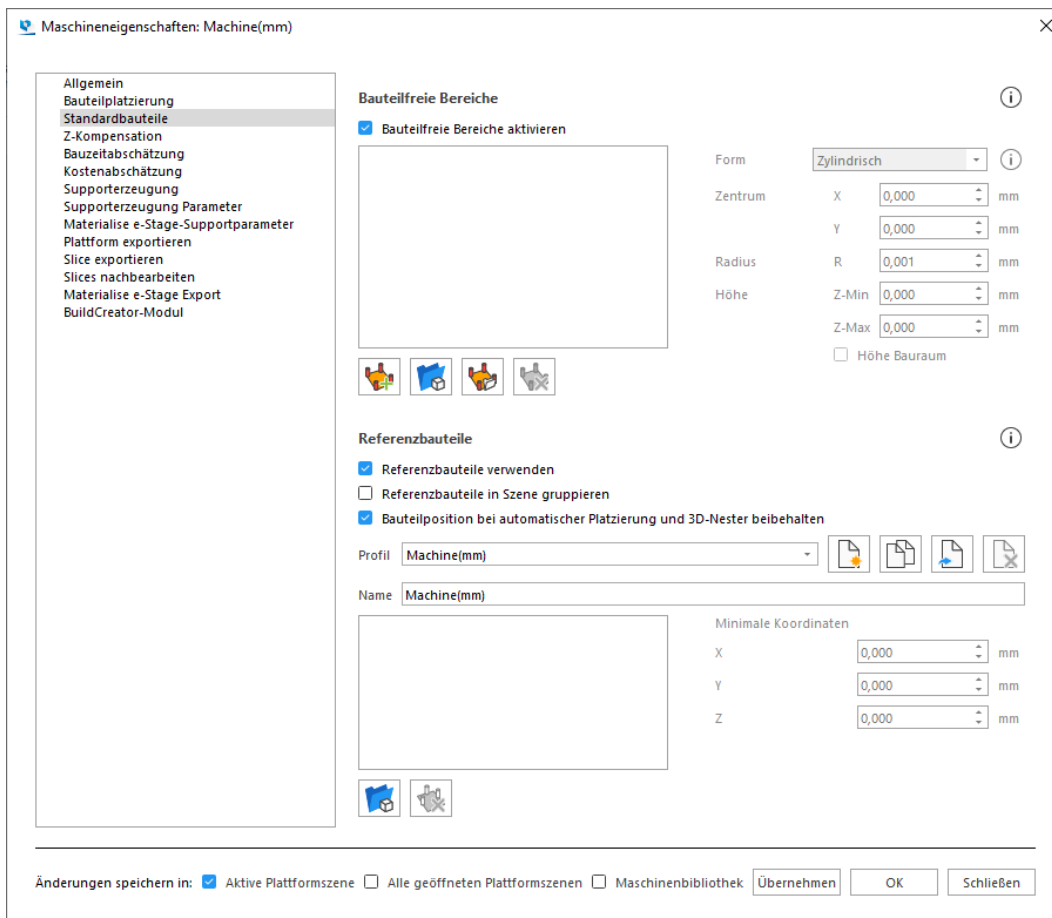 Maschineneigenschaften: Machine(mm)
Allgemein
Bauteilplatzierung
Standardbauteile
Z-Kompensation
Bauzeitabschätzung
Kostenabschätzung
Supporterzeugung
Supporterzeugung Parameter
Materialise e-Stage-Supportparameter
Plattform exportieren
Slice exportieren
Slices nachbearbeiten
Materialise e-Stage Export
BuildCreator-Modul
Bauteilfreie Bereiche
Bauteilfreie Bereiche aktivieren
Form Zylindrisch
Zentrum X 0,000 mm
Y 0,000 mm
Radius R 0,001 mm
Höhe Z-Min 0,000 mm
Z-Max 0,000 mm
Höhe Bauraum
Referenzbauteile
Referenzbauteile verwenden
Referenzbauteile in Szene gruppieren
Bauteilposition bei automatischer Platzierung und 3D-Nester beibehalten
Profil Machine(mm)
Name Machine(mm)
Minimale Koordinaten
X 0,000 mm
Y 0,000 mm
Z 0,000 mm
Änderungen speichern in: Aktive Plattformszene Alle geöffneten Plattformszenen Maschinenbibliothek Übernehmen OK Schließen